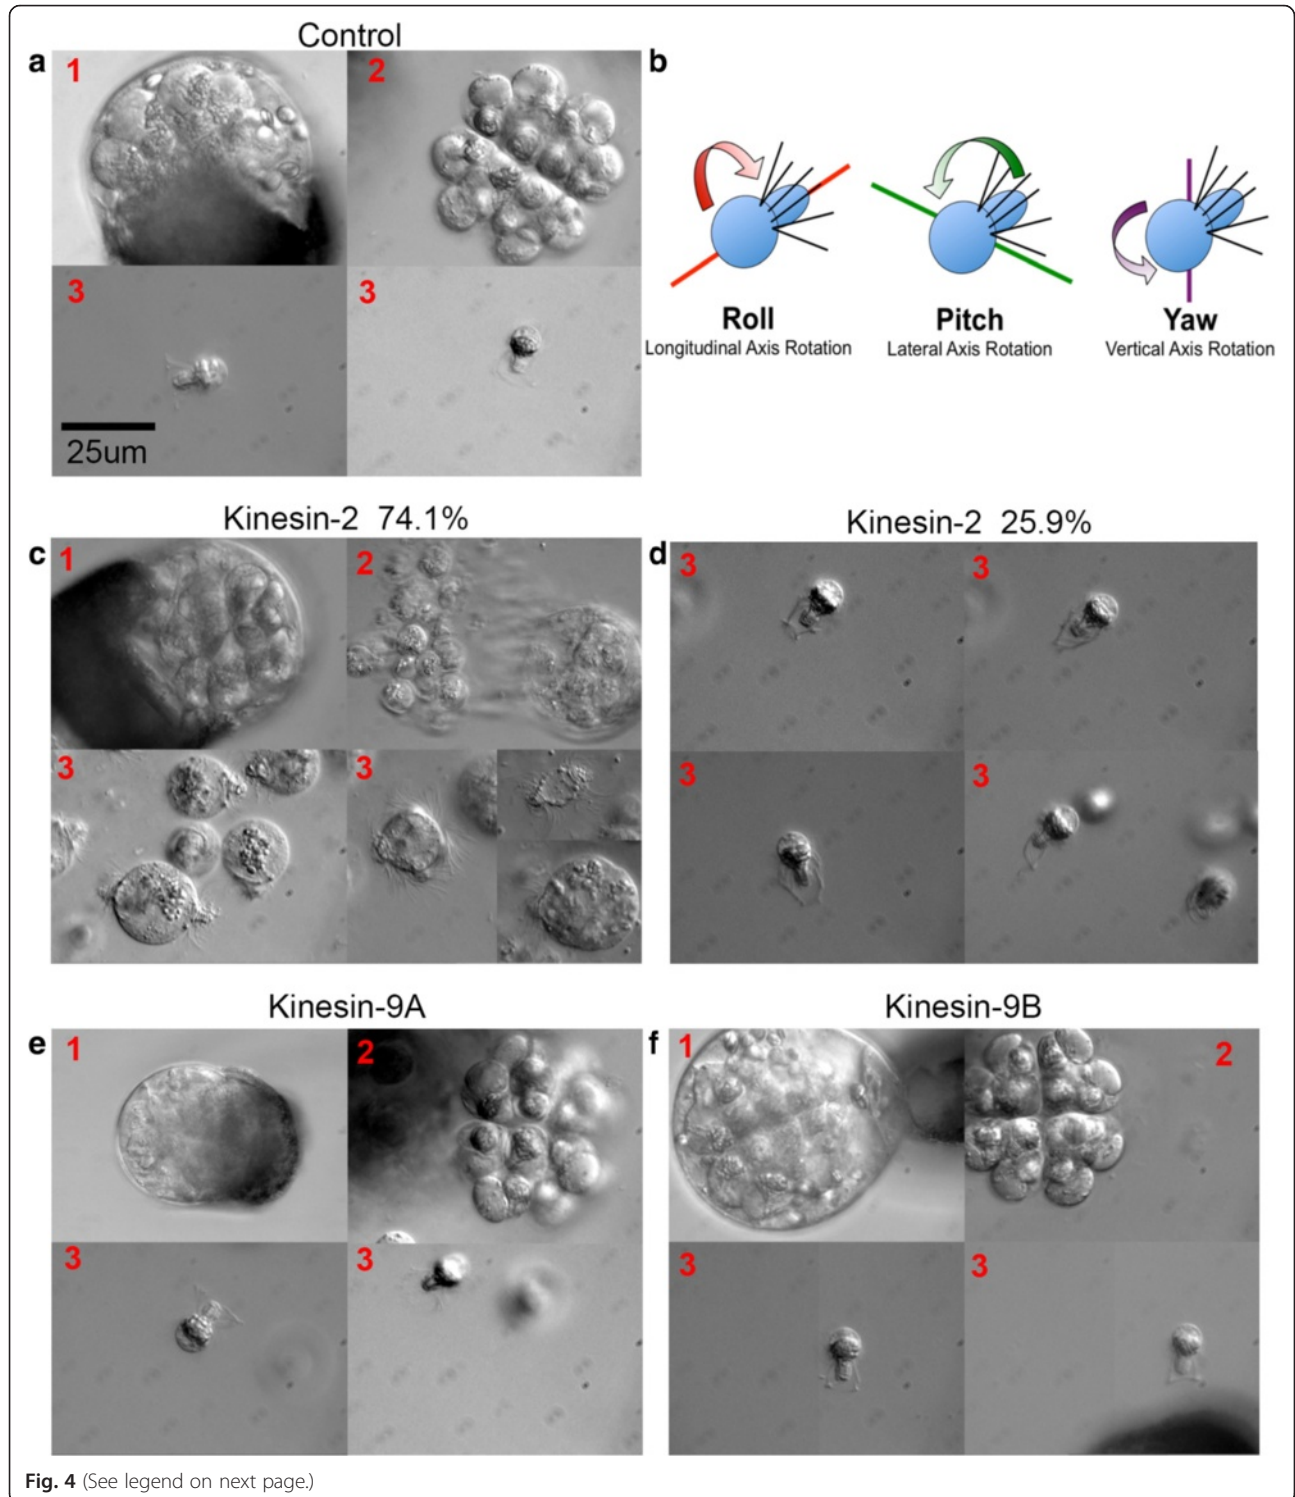 Control
a
1
2
b
3
3
25um
Roll
Longitudinal Axis Rotation
Pitch
Lateral Axis Rotation
Yaw
Vertical Axis Rotation
Kinesin-2 74.1%
c
1
2
3
3
Kinesin-2 25.9%
d
3
3
3
3
Kinesin-9A
e
1
2
3
3
Kinesin-9B
f
1
2
3
3
Fig. 4 (See legend on next page.)